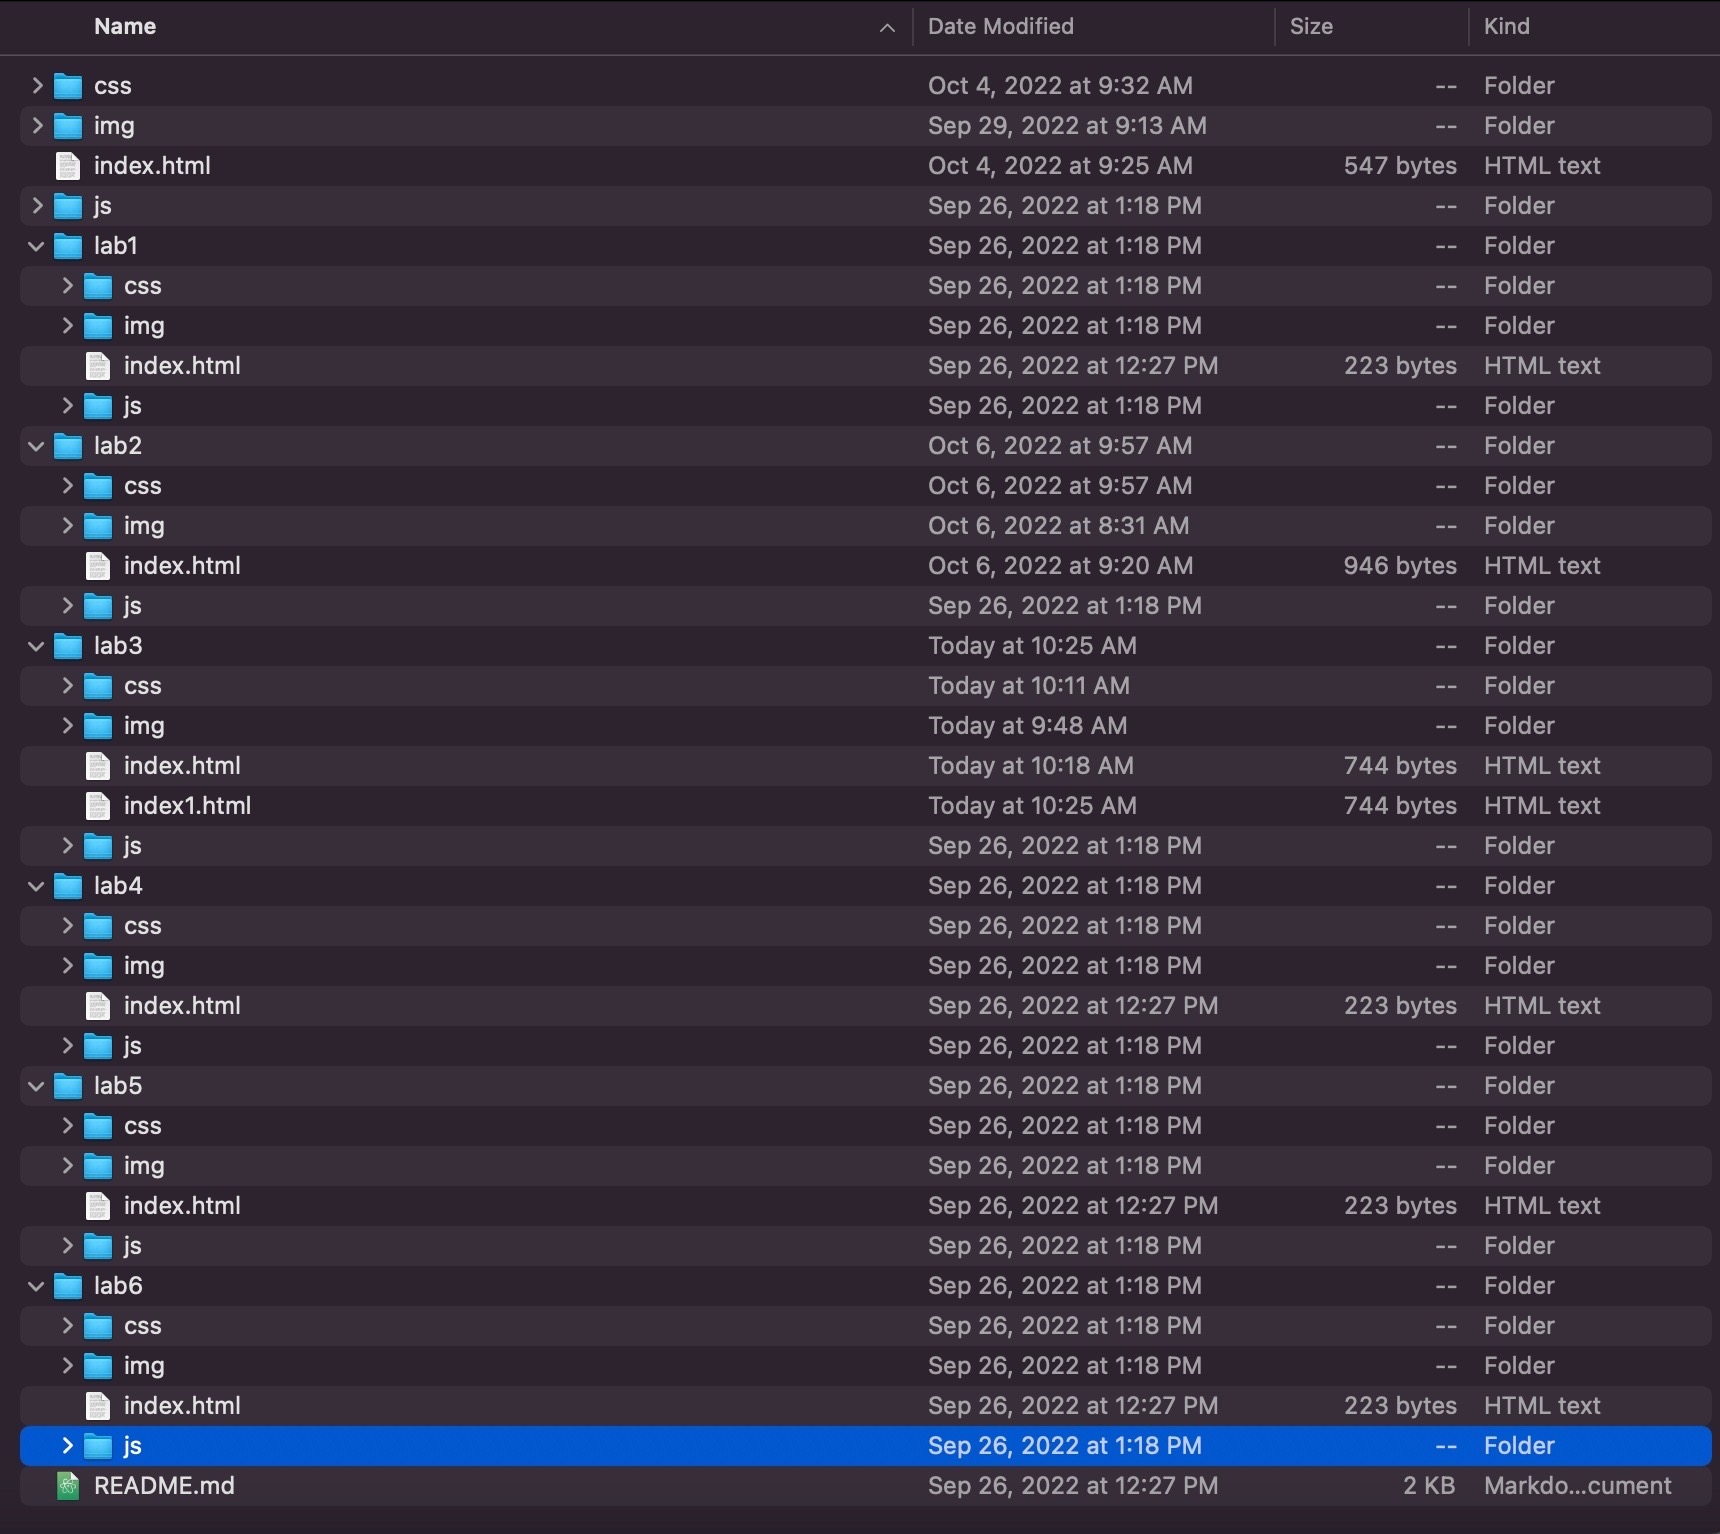 Name Date Modified Size Kind
css Oct 4, 2022 at 9:32 AM -- Folder
img Sep 29, 2022 at 9:13 AM -- Folder
index.html Oct 4, 2022 at 9:25 AM 547 bytes HTML text
js Sep 26, 2022 at 1:18 PM -- Folder
lab1 Sep 26, 2022 at 1:18 PM -- Folder
css Sep 26, 2022 at 1:18 PM -- Folder
img Sep 26, 2022 at 1:18 PM -- Folder
index.html Sep 26, 2022 at 12:27 PM 223 bytes HTML text
js Sep 26, 2022 at 1:18 PM -- Folder
lab2 Oct 6, 2022 at 9:57 AM -- Folder
css Oct 6, 2022 at 9:57 AM -- Folder
img Oct 6, 2022 at 8:31 AM -- Folder
index.html Oct 6, 2022 at 9:20 AM 946 bytes HTML text
js Sep 26, 2022 at 1:18 PM -- Folder
lab3 Today at 10:25 AM -- Folder
css Today at 10:11 AM -- Folder
img Today at 9:48 AM -- Folder
index.html Today at 10:18 AM 744 bytes HTML text
index1.html Today at 10:25 AM 744 bytes HTML text
js Sep 26, 2022 at 1:18 PM -- Folder
lab4 Sep 26, 2022 at 1:18 PM -- Folder
css Sep 26, 2022 at 1:18 PM -- Folder
img Sep 26, 2022 at 1:18 PM -- Folder
index.html Sep 26, 2022 at 12:27 PM 223 bytes HTML text
js Sep 26, 2022 at 1:18 PM -- Folder
lab5 Sep 26, 2022 at 1:18 PM -- Folder
css Sep 26, 2022 at 1:18 PM -- Folder
img Sep 26, 2022 at 1:18 PM -- Folder
index.html Sep 26, 2022 at 12:27 PM 223 bytes HTML text
js Sep 26, 2022 at 1:18 PM -- Folder
lab6 Sep 26, 2022 at 1:18 PM -- Folder
css Sep 26, 2022 at 1:18 PM -- Folder
img Sep 26, 2022 at 1:18 PM -- Folder
index.html Sep 26, 2022 at 12:27 PM 223 bytes HTML text
js Sep 26, 2022 at 1:18 PM -- Folder
README.md Sep 26, 2022 at 12:27 PM 2 KB Markdo...cument